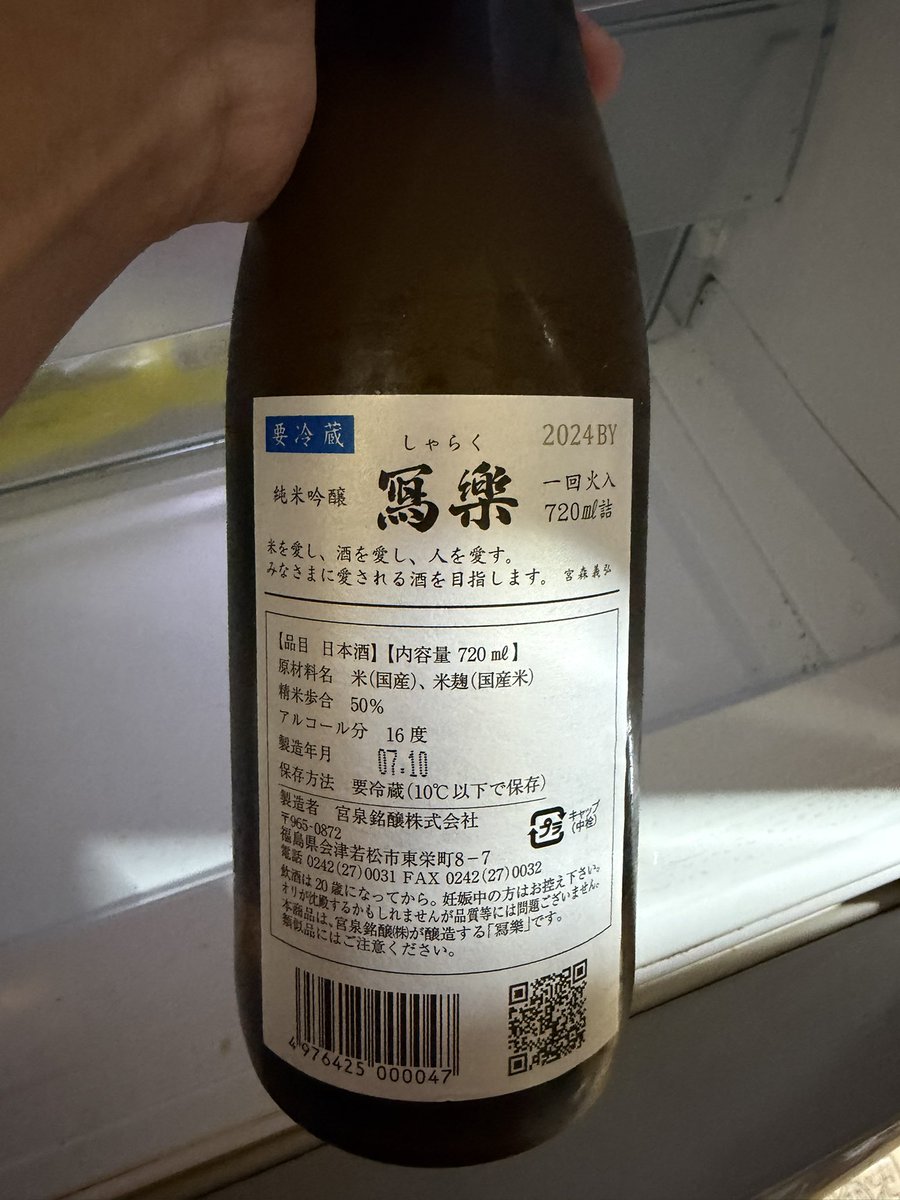 要冷蔵
しゃらく
2024BY
純米吟醸
寫樂
一回火入
720㎖詰
米を愛し、酒を愛し、人を愛す。
みなさまに愛される酒を目指します。 宮森義弘
【品目 日本酒】【内容量 720㎖】
原材料名 米(国産)、米麹(国産米)
精米歩合 50%
アルコール分 16度
製造年月 07.10
保存方法 要冷蔵(10℃以下で保存)
製造者 宮泉銘醸株式会社
〒965-0872
福島県会津若松市東栄町8-7
電話 0242(27)0031 FAX 0242(27)0032
プラ
キャップ
(中栓)
飲酒は20歳になってから。妊娠中の方はお控え下さい。
オリが沈殿するかもしれませんが品質等には問題ございません。
本商品は、宮泉銘醸㈱が醸造する「寫樂」です。
類似品にはご注意ください。
4 976425 000047